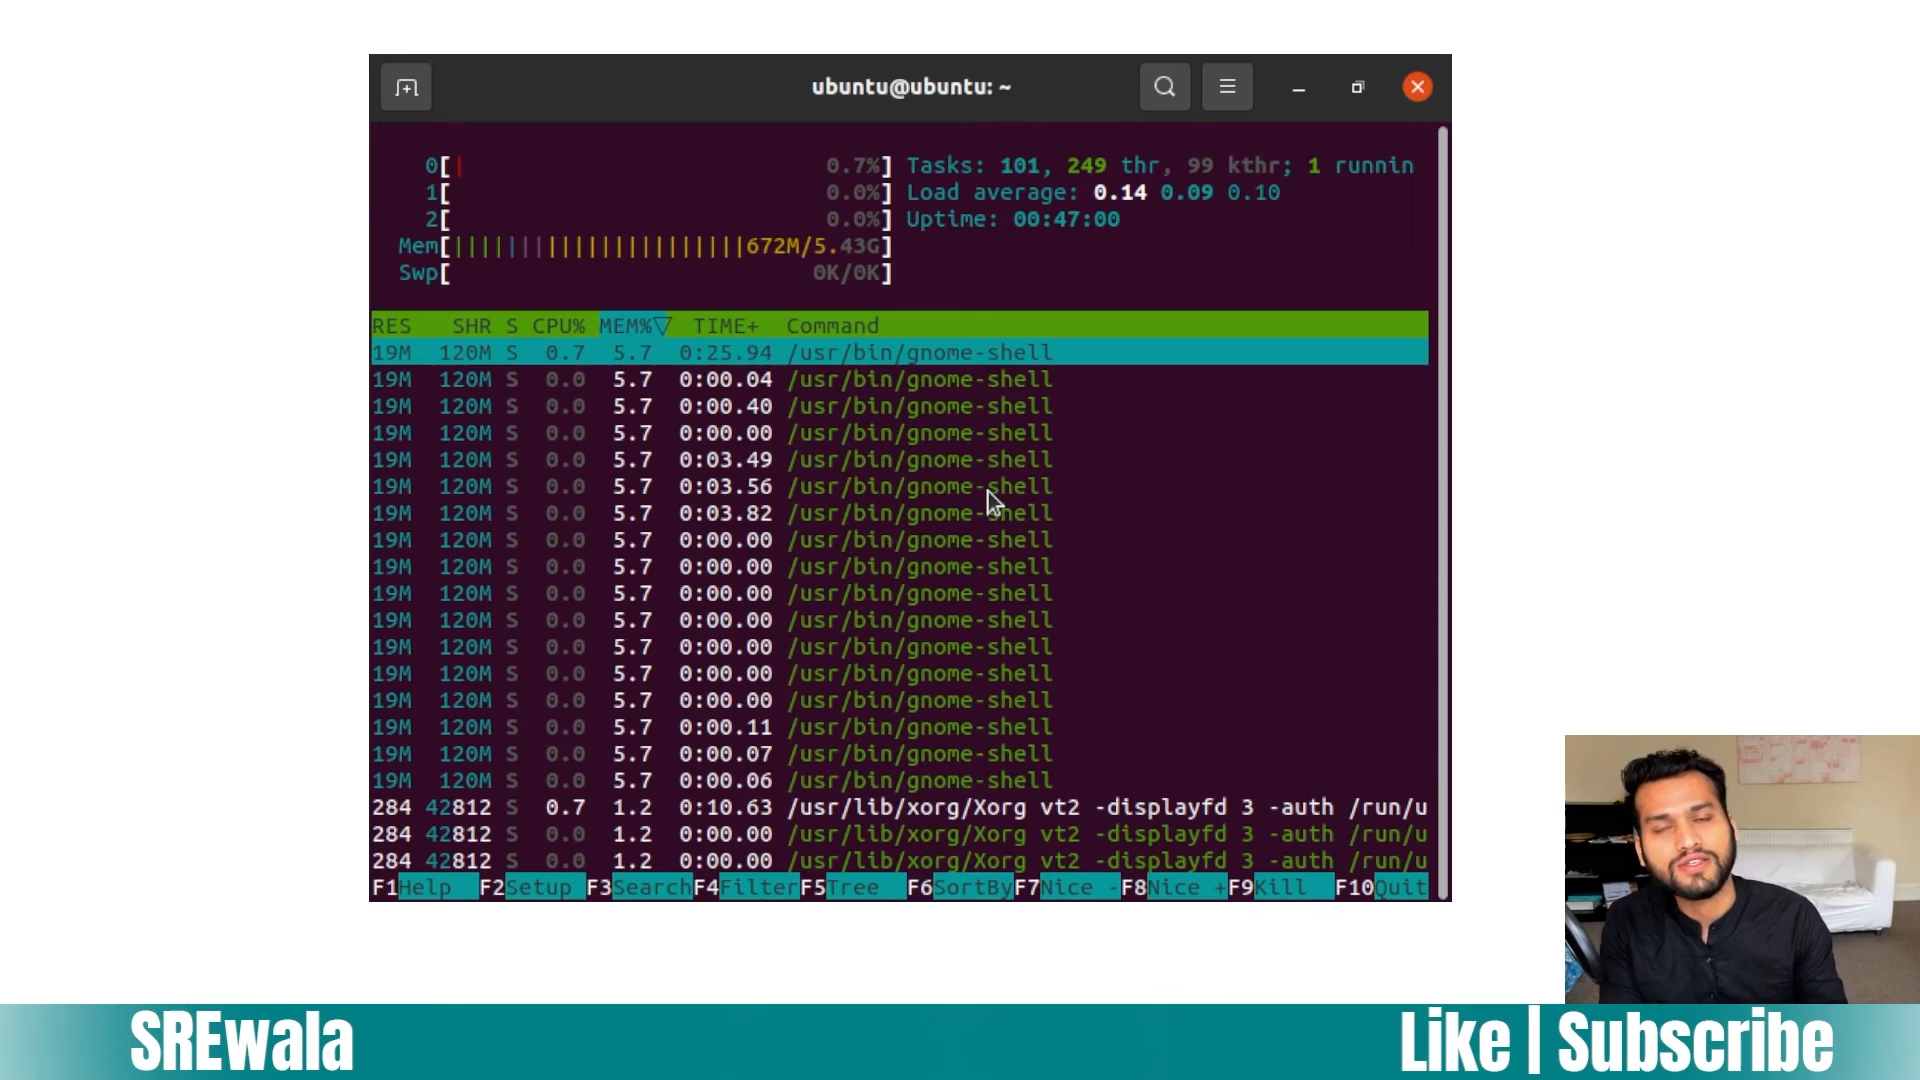 ubuntu@ubuntu: ~
0[| 0.7%] Tasks: 101, 249 thr, 99 kthr; 1 runnin
1[ 0.0%] Load average: 0.14 0.09 0.10
2[ 0.0%] Uptime: 00:47:00
Mem[||||||||||||||||||||||672M/5.43G]
Swp[ 0K/0K]
RES SHR S CPU% MEM%▽ TIME+ Command
19M 120M S 0.7 5.7 0:25.94 /usr/bin/gnome-shell
19M 120M S 0.0 5.7 0:00.04 /usr/bin/gnome-shell
19M 120M S 0.0 5.7 0:00.40 /usr/bin/gnome-shell
19M 120M S 0.0 5.7 0:00.00 /usr/bin/gnome-shell
19M 120M S 0.0 5.7 0:03.49 /usr/bin/gnome-shell
19M 120M S 0.0 5.7 0:03.56 /usr/bin/gnome-shell
19M 120M S 0.0 5.7 0:03.82 /usr/bin/gnome-shell
19M 120M S 0.0 5.7 0:00.00 /usr/bin/gnome-shell
19M 120M S 0.0 5.7 0:00.00 /usr/bin/gnome-shell
19M 120M S 0.0 5.7 0:00.00 /usr/bin/gnome-shell
19M 120M S 0.0 5.7 0:00.00 /usr/bin/gnome-shell
19M 120M S 0.0 5.7 0:00.00 /usr/bin/gnome-shell
19M 120M S 0.0 5.7 0:00.00 /usr/bin/gnome-shell
19M 120M S 0.0 5.7 0:00.00 /usr/bin/gnome-shell
19M 120M S 0.0 5.7 0:00.11 /usr/bin/gnome-shell
19M 120M S 0.0 5.7 0:00.07 /usr/bin/gnome-shell
19M 120M S 0.0 5.7 0:00.06 /usr/bin/gnome-shell
284 42812 S 0.7 1.2 0:10.63 /usr/lib/xorg/Xorg vt2 -displayfd 3 -auth /run/u
284 42812 S 0.0 1.2 0:00.00 /usr/lib/xorg/Xorg vt2 -displayfd 3 -auth /run/u
284 42812 S 0.0 1.2 0:00.00 /usr/lib/xorg/Xorg vt2 -displayfd 3 -auth /run/u
F1Help F2Setup F3SearchF4FilterF5Tree F6SortByF7Nice -F8Nice +F9Kill F10Quit
SREwala
Like | Subscribe